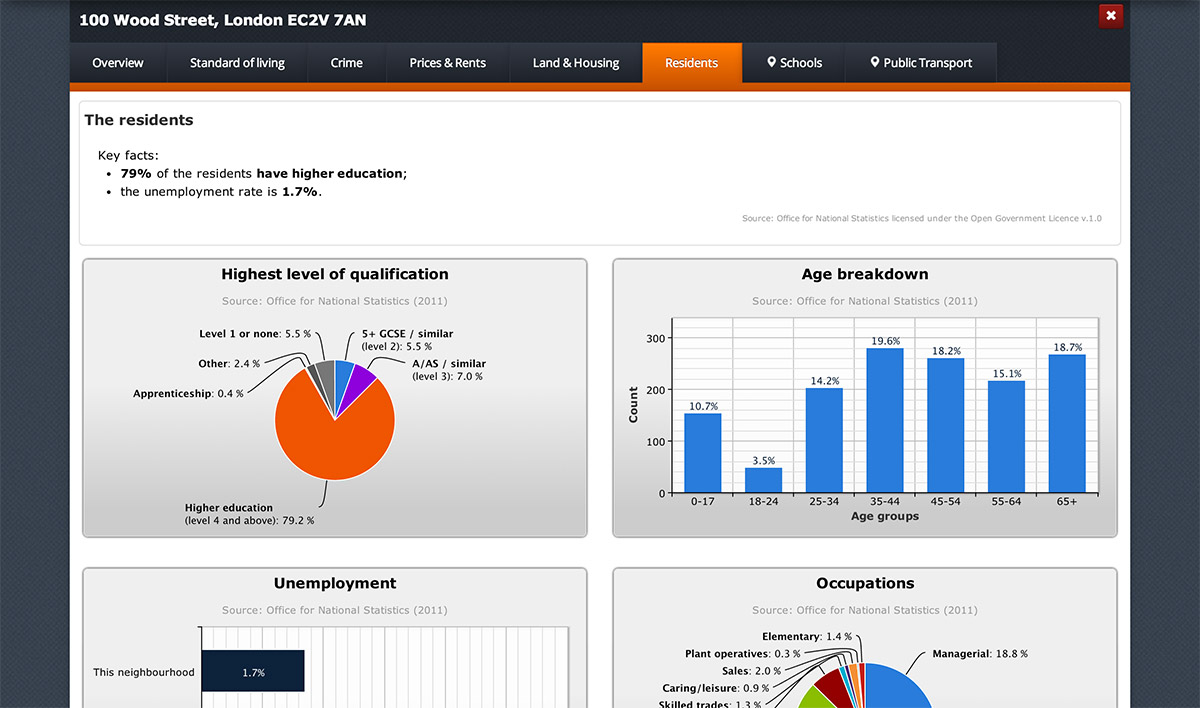 100 Wood Street, London EC2V 7AN
Overview
Standard of living
Crime
Prices & Rents
Land & Housing
Residents
Schools
Public Transport
The residents
Key facts:
• 79% of the residents have higher education;
• the unemployment rate is 1.7%.
Source: Office for National Statistics licensed under the Open Government Licence v.1.0
Highest level of qualification
Source: Office for National Statistics (2011)
Level 1 or none: 5.5 %
5+ GCSE / similar
(level 2): 5.5 %
Other: 2.4 %
A/AS / similar
(level 3): 7.0 %
Apprenticeship: 0.4 %
Higher education
(level 4 and above): 79.2 %
Age breakdown
Source: Office for National Statistics (2011)
Count
300
200
100
0
10.7%
3.5%
14.2%
19.6%
18.2%
15.1%
18.7%
0-17
18-24
25-34
35-44
45-54
55-64
65+
Age groups
Unemployment
Source: Office for National Statistics (2011)
This neighbourhood
1.7%
Occupations
Source: Office for National Statistics (2011)
Elementary: 1.4 %
Plant operatives: 0.3 %
Managerial: 18.8 %
Sales: 2.0 %
Caring/leisure: 0.9 %
Skilled trades: 1.3 %